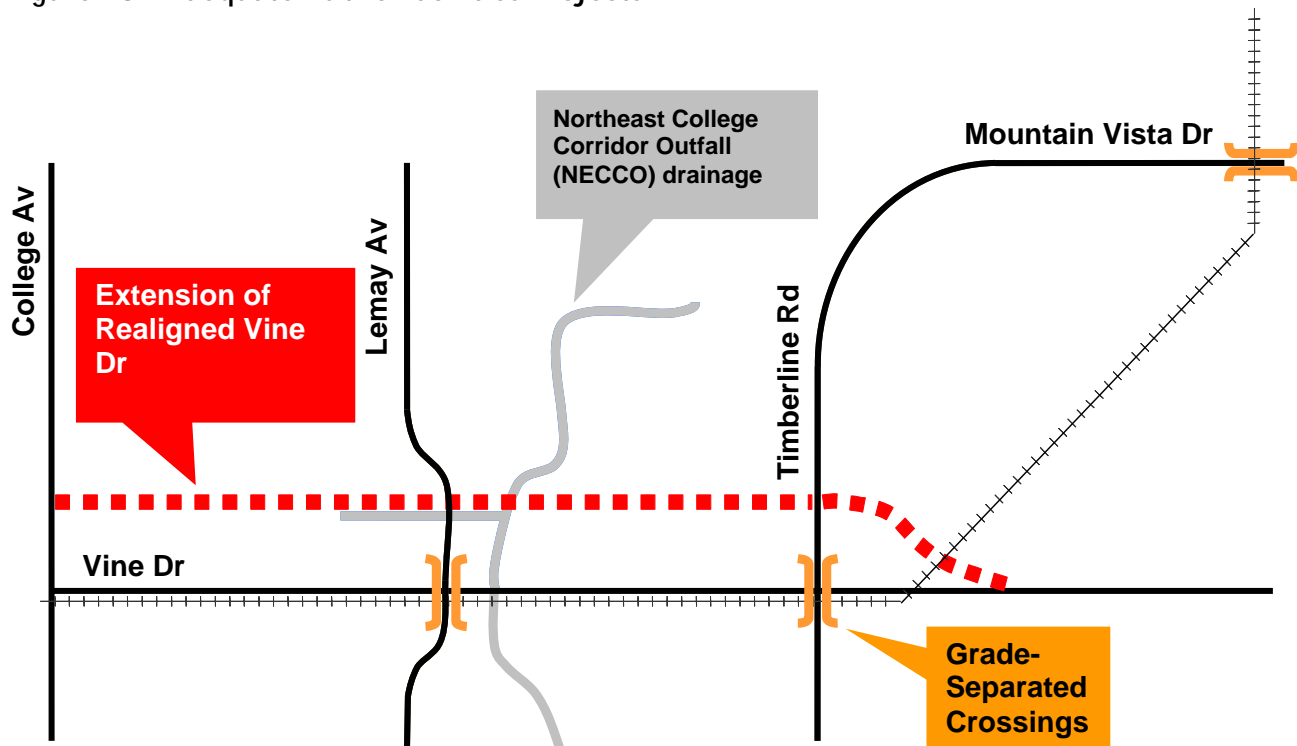 Mountain Vista Dr
Northeast College
Corridor Outfall
(NECCO) drainage
College Av
Lemay Av
Timberline Rd
Extension of
Realigned Vine
Dr
Vine Dr
Grade-
Separated
Crossings